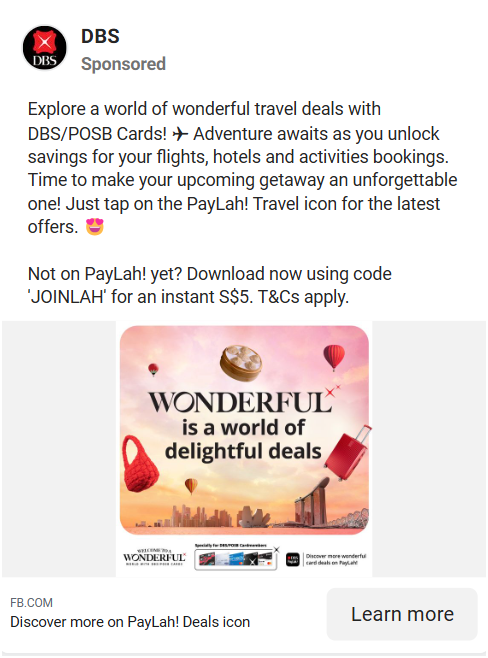 DBS
DBS
Sponsored
Explore a world of wonderful travel deals with
DBS/POSB Cards! ✈ Adventure awaits as you unlock
savings for your flights, hotels and activities bookings.
Time to make your upcoming getaway an unforgettable
one! Just tap on the PayLah! Travel icon for the latest
offers. 😍
Not on PayLah! yet? Download now using code
'JOINLAH' for an instant S$5. T&Cs apply.
WONDERFUL
is a world of
delightful deals
WELCOME TO A
WONDERFUL
WORLD WITH DBS/POSB CARDS
Specially for DBS/POSB Cardmembers
Discover more wonderful
card deals on PayLah!
FB.COM
Discover more on PayLah! Deals icon
Learn more